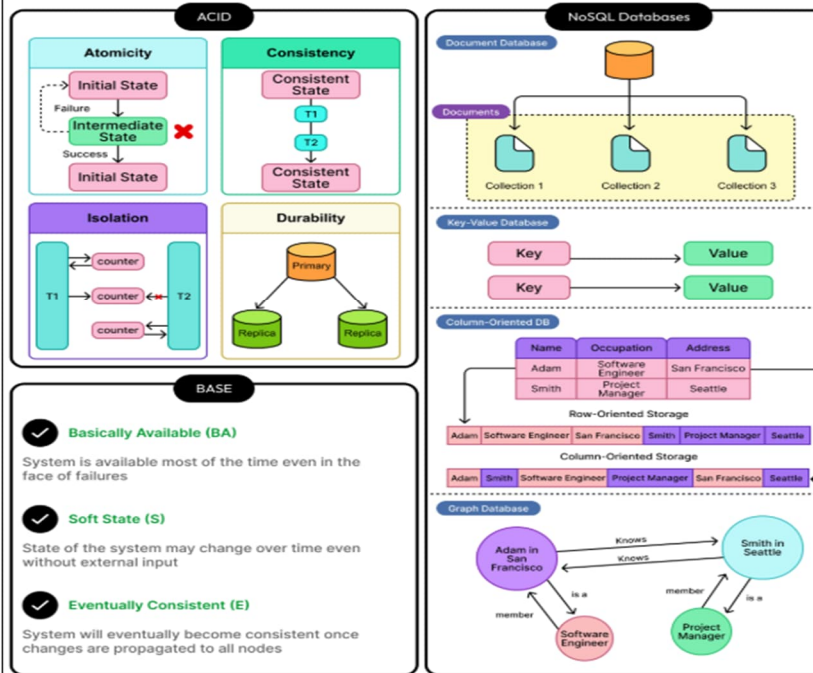 ACID
Atomicity
Initial State
Failure
Intermediate
State
Success
Initial State
Consistency
Consistent
State
T1
T2
Consistent
State
Isolation
T1
counter
counter
counter
T2
Durability
Primary
Replica
Replica
BASE
Basically Available (BA)
System is available most of the time even in the
face of failures
Soft State (S)
State of the system may change over time even
without external input
Eventually Consistent (E)
System will eventually become consistent once
changes are propagated to all nodes
NoSQL Databases
Document Database
Documents
Collection 1
Collection 2
Collection 3
Key-Value Database
Key
Value
Key
Value
Column-Oriented DB
Name Occupation Address
Adam Software Engineer San Francisco
Smith Project Manager Seattle
Row-Oriented Storage
Adam Software Engineer San Francisco Smith Project Manager Seattle
Column-Oriented Storage
Adam Smith Software Engineer Project Manager San Francisco Seattle
Graph Database
Adam in
San
Francisco
Knows
Knows
Smith in
Seattle
is a
member
member
is a
Software
Engineer
Project
Manager